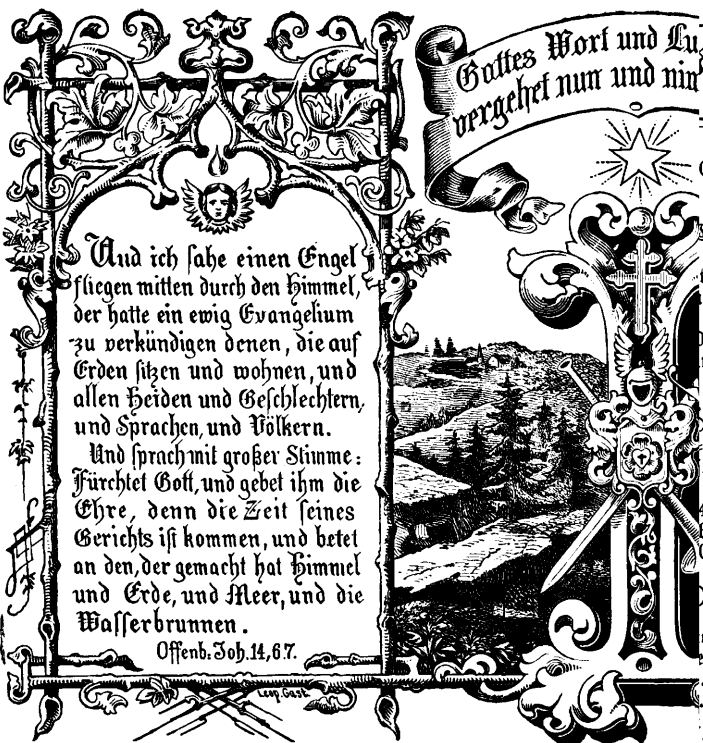 Und ich sahe einen Engel
fliegen mitten durch den Himmel,
der hatte ein ewig Evangelium
zu verkündigen denen, die auf
Erden sitzen und wohnen, und
allen Heiden und Geschlechtern,
und Sprachen, und Völkern.
Und sprach mit großer Stimme:
Fürchtet Gott, und gebet ihm die
Ehre, denn die Zeit seines
Gerichts ist kommen, und betet
an den, der gemacht hat Himmel
und Erde, und Meer, und die
Wasserbrunnen.
Offenb: Joh. 14, 6 7.
Leop. Gast.
Gottes Wort und Lu
vergehet nun und nim